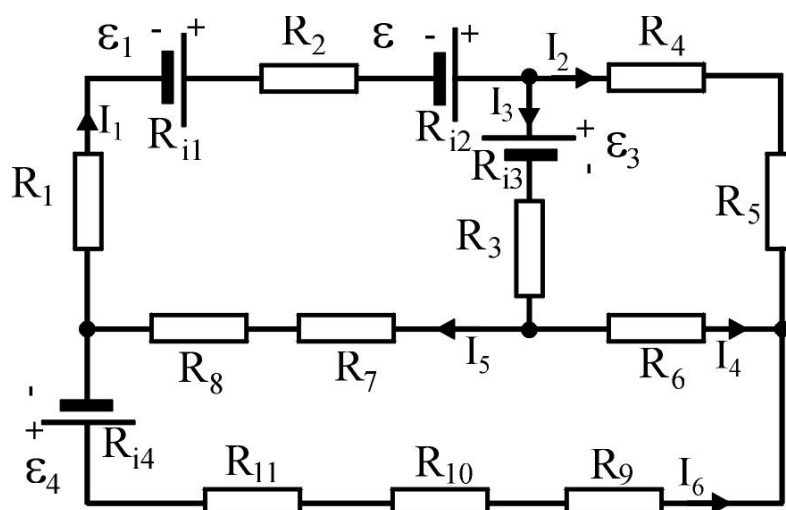 ε₁ - + R₂ ε - + I₂ R₄
I₁ Rᵢ₁ Rᵢ₂ I₃ + ε₃
Rᵢ₃ -
R₁ R₃ R₅
R₈ R₇ I₅ R₆ I₄
-
+ Rᵢ₄
ε₄ R₁₁ R₁₀ R₉ I₆